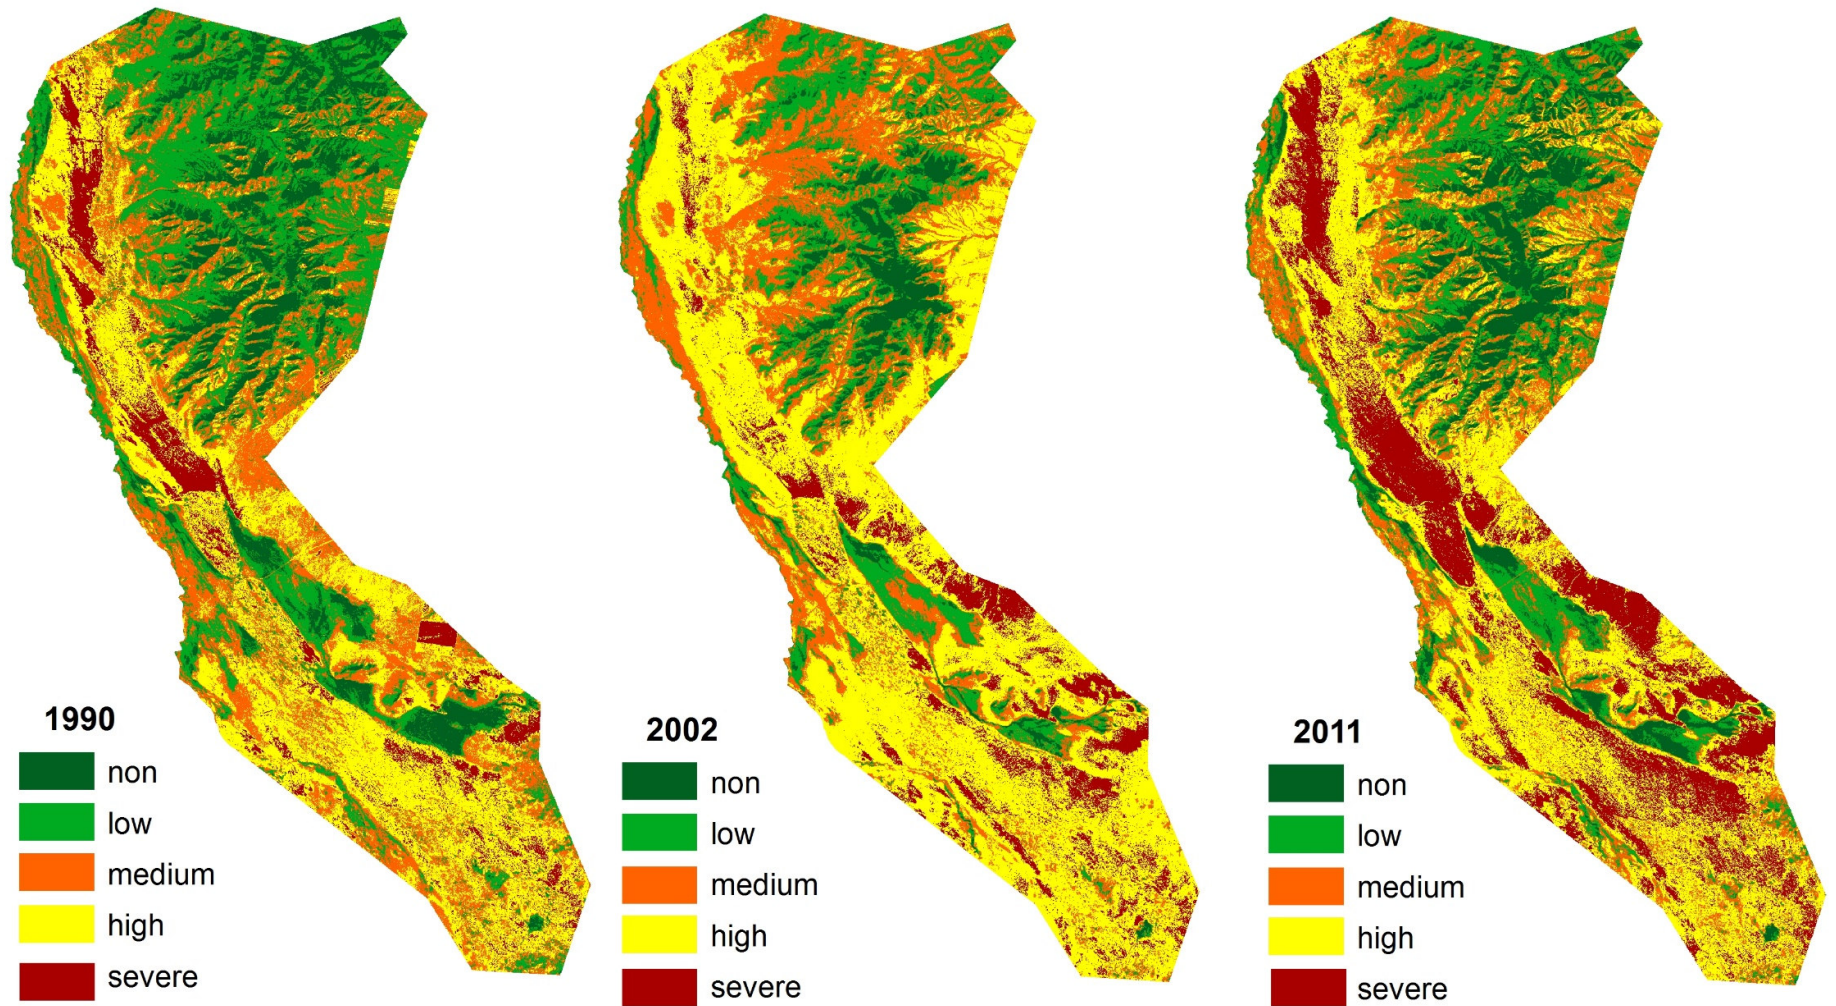 1990
non
low
medium
high
severe
2002
non
low
medium
high
severe
2011
non
low
medium
high
severe